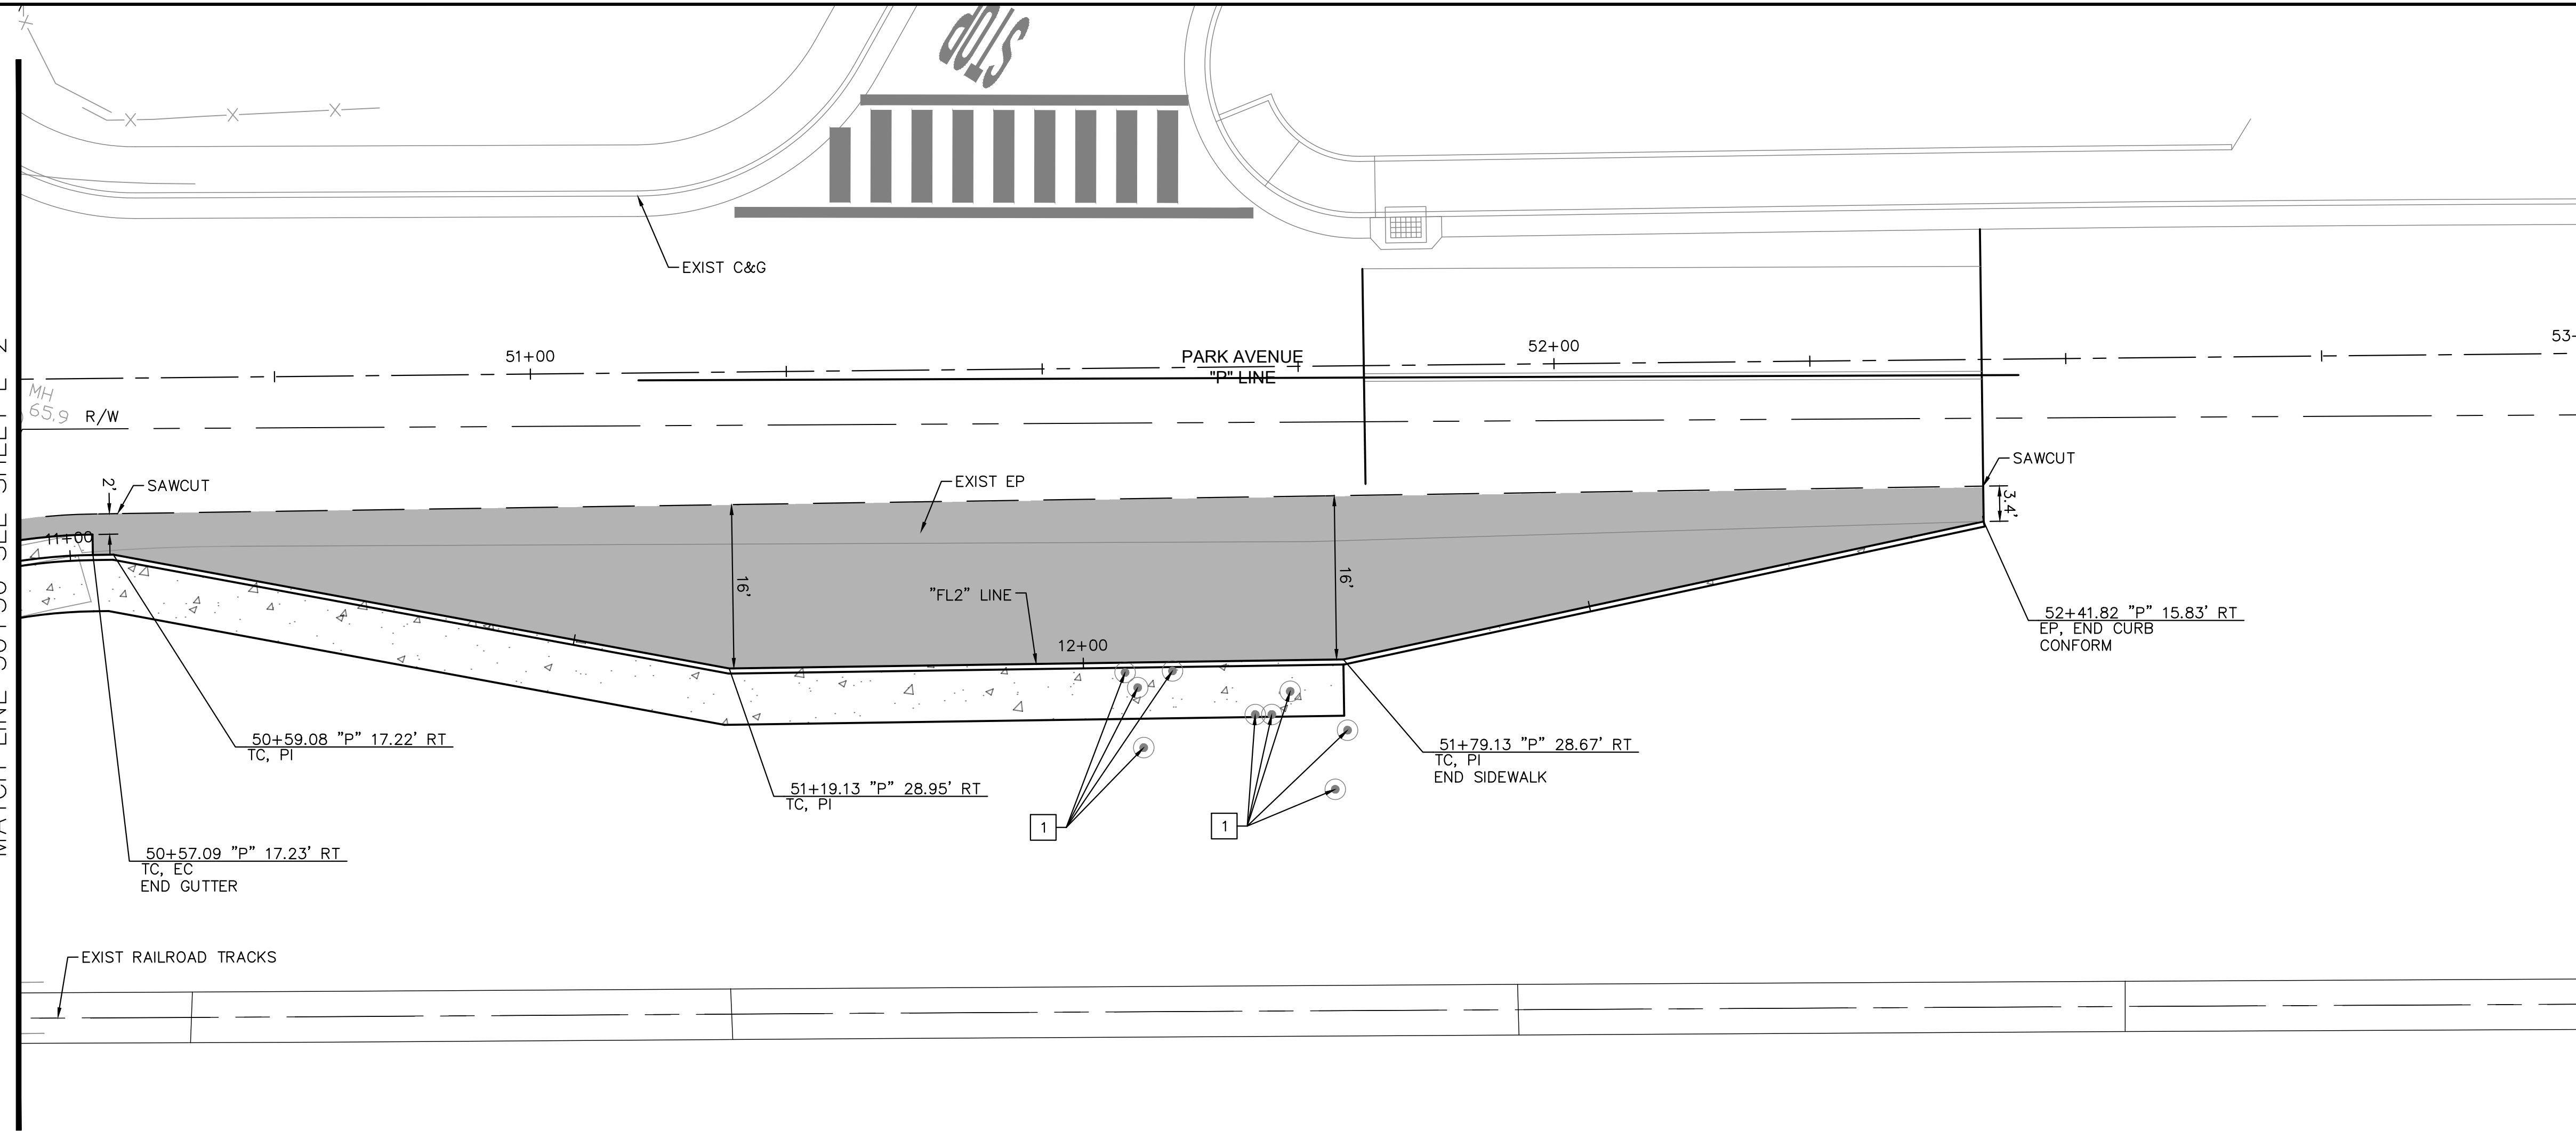 STOP
EXIST C&G
51+00
PARK AVENUE
"P" LINE
52+00
MH
65.9
R/W
2'
SAWCUT
EXIST EP
SAWCUT
3.4'
11+00
16'
"FL2" LINE
16'
12+00
52+41.82 "P" 15.83' RT
EP, END CURB
CONFORM
50+59.08 "P" 17.22' RT
TC, PI
51+19.13 "P" 28.95' RT
TC, PI
51+79.13 "P" 28.67' RT
TC, PI
END SIDEWALK
1
1
50+57.09 "P" 17.23' RT
TC, EC
END GUTTER
EXIST RAILROAD TRACKS